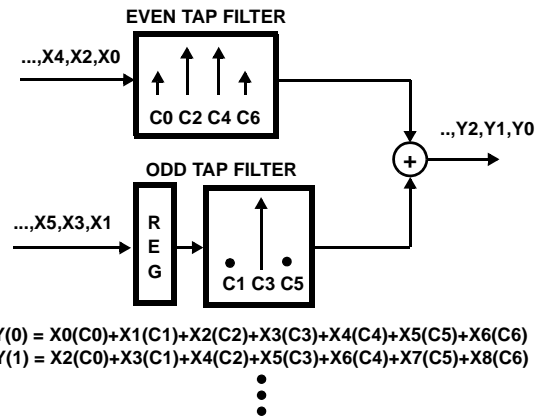 EVEN TAP FILTER
...,X4,X2,X0
C0 C2 C4 C6
..,Y2,Y1,Y0
+
ODD TAP FILTER
...,X5,X3,X1
R
E
G
C1 C3 C5
Y(0) = X0(C0)+X1(C1)+X2(C2)+X3(C3)+X4(C4)+X5(C5)+X6(C6)
Y(1) = X2(C0)+X3(C1)+X4(C2)+X5(C3)+X6(C4)+X7(C5)+X8(C6)